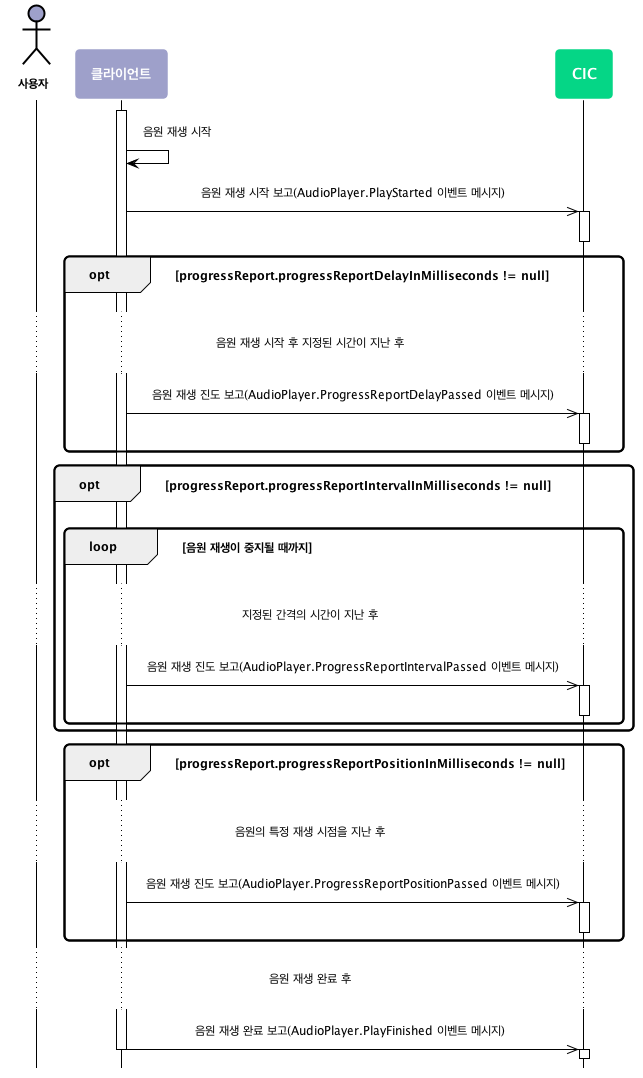 사용자
클라이언트
CIC
음원 재생 시작
음원 재생 시작 보고(AudioPlayer.PlayStarted 이벤트 메시지)
opt [progressReport.progressReportDelayInMilliseconds != null]
음원 재생 시작 후 지정된 시간이 지난 후
음원 재생 진도 보고(AudioPlayer.ProgressReportDelayPassed 이벤트 메시지)
opt [progressReport.progressReportIntervalInMilliseconds != null]
loop [음원 재생이 중지될 때까지]
지정된 간격의 시간이 지난 후
음원 재생 진도 보고(AudioPlayer.ProgressReportIntervalPassed 이벤트 메시지)
opt [progressReport.progressReportPositionInMilliseconds != null]
음원의 특정 재생 시점을 지난 후
음원 재생 진도 보고(AudioPlayer.ProgressReportPositionPassed 이벤트 메시지)
음원 재생 완료 후
음원 재생 완료 보고(AudioPlayer.PlayFinished 이벤트 메시지)